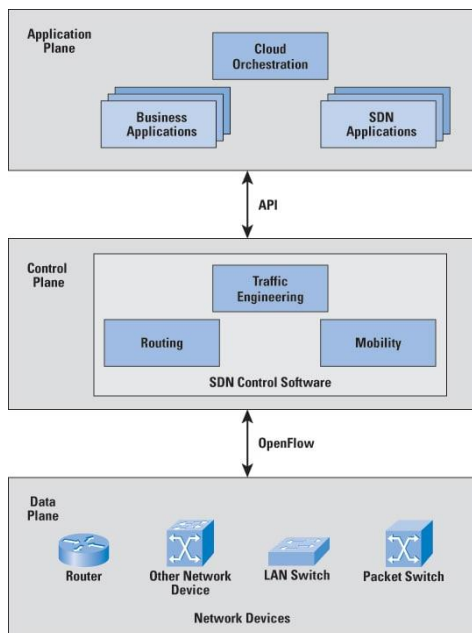 Application
Plane
Cloud
Orchestration
Business
Applications
SDN
Applications
API
Control
Plane
Traffic
Engineering
Routing
Mobility
SDN Control Software
OpenFlow
Data
Plane
Router
Other Network
Device
LAN Switch
Packet Switch
Network Devices